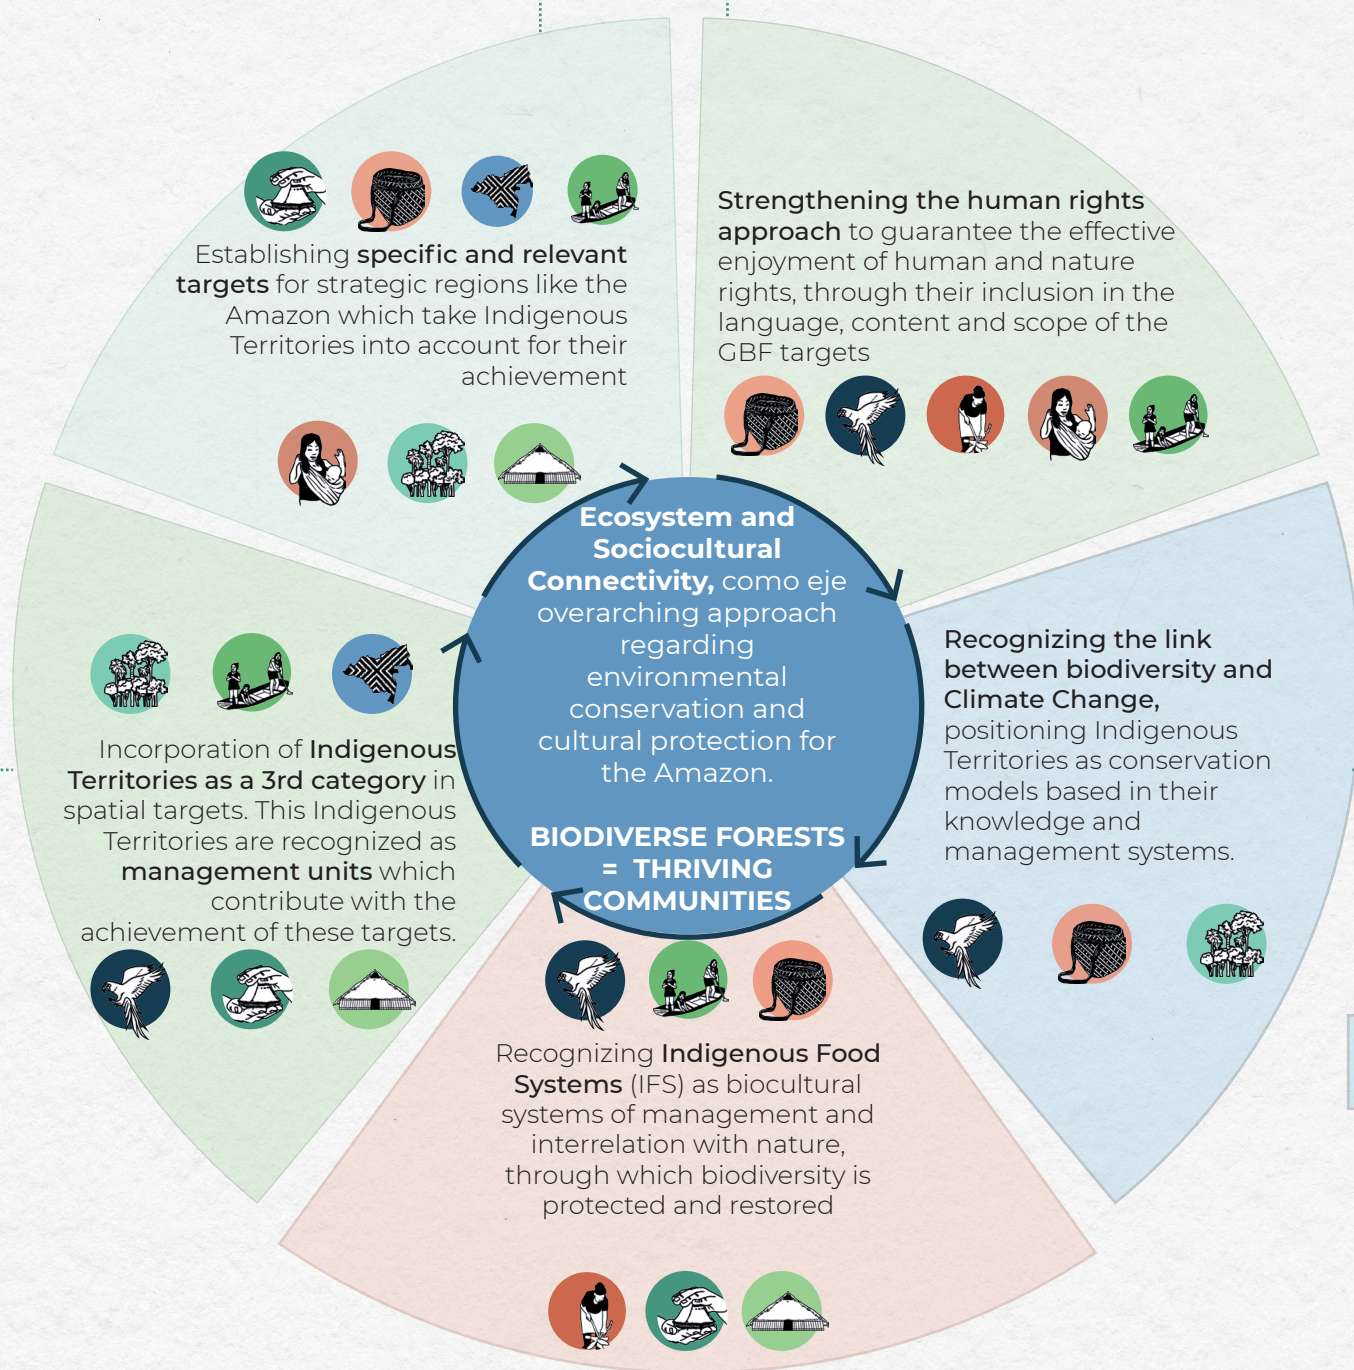 Establishing specific and relevant
targets for strategic regions like the
Amazon which take Indigenous
Territories into account for their
achievement
Strengthening the human rights
approach to guarantee the effective
enjoyment of human and nature
rights, through their inclusion in the
language, content and scope of the
GBF targets
Ecosystem and
Sociocultural
Connectivity, como eje
overarching approach
regarding
environmental
conservation and
cultural protection for
the Amazon.
BIODIVERSE FORESTS
= THRIVING
COMMUNITIES
Recognizing the link
between biodiversity and
Climate Change,
positioning Indigenous
Territories as conservation
models based in their
knowledge and
management systems.
Incorporation of Indigenous
Territories as a 3rd category in
spatial targets. This Indigenous
Territories are recognized as
management units which
contribute with the
achievement of these targets.
Recognizing Indigenous Food
Systems (IFS) as biocultural
systems of management and
interrelation with nature,
through which biodiversity is
protected and restored